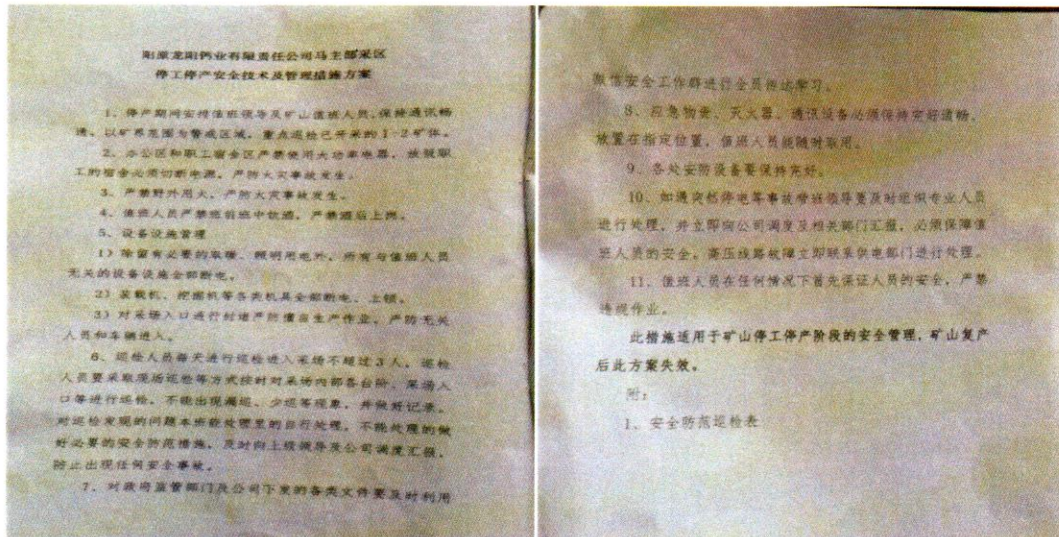 阳原龙阳钙业有限责任公司马主部采区
停工停产安全技术及管理措施方案
1、停产期间安排值班领导及矿山值班人员，保持通讯畅
通，以矿界范围为警戒区域，重点巡检已开采的1-2矿体。
2、办公区和职工宿舍区严禁使用大功率电器，放假职
工的宿舍必须切断电源，严防火灾事故发生。
3、严禁野外用火，严防火灾事故发生。
4、值班人员严禁班前班中饮酒，严禁酒后上岗。
5、设备设施管理
1）除留有必要的取暖、照明用电外，所有与值班人员
无关的设备设施全部断电。
2）装载机、挖掘机等各类机具全部断电、上锁。
3）对采场入口进行封堵严防擅自生产作业，严防无关
人员和车辆进入。
6、巡检人员每天进行巡检进入采场不超过3人，巡检
人员要采取现场巡检等方式按时对采场内部各台阶、采场入
口等进行巡检，不能出现漏巡、少巡等现象，并做好记录。
对巡检发现的问题本班能处理里的自行处理，不能处理的做
好必要的安全防范措施，及时向上级领导及公司调度汇报，
防止出现任何安全事故。
7、对政府监管部门及公司下发的各类文件要及时利用
微信安全工作群进行全员传达学习。
8、应急物资、灭火器、通讯设备必须保持完好道畅，
放置在指定位置，值班人员能随时取用。
9、各处安防设备要保持完好。
10、如遇突然停电等事故带班领导要及时组织专业人员
进行处理，并立即向公司调度及相关部门汇报，必须保障值
班人员的安全，高压线路故障立即联系供电部门进行处理。
11、值班人员在任何情况下首先保证人员的安全，严禁
违规作业。
此措施适用于矿山停工停产阶段的安全管理，矿山复产
后此方案失效。
附：
1、安全防范巡检表